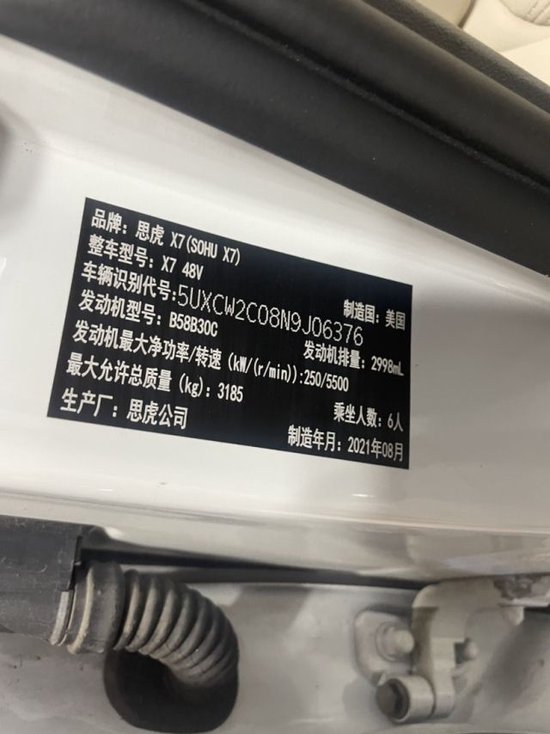 品牌: 思虎 X7(SOHU X7)
整车型号: X7 48V 制造国: 美国
车辆识别代号:5UXCW2C08N9J06376
发动机型号: B58B30C 发动机排量: 2998mL
发动机最大净功率/转速 (kW/(r/min)):250/5500
最大允许总质量 (kg): 3185 乘坐人数: 6人
生产厂: 思虎公司 制造年月: 2021年08月